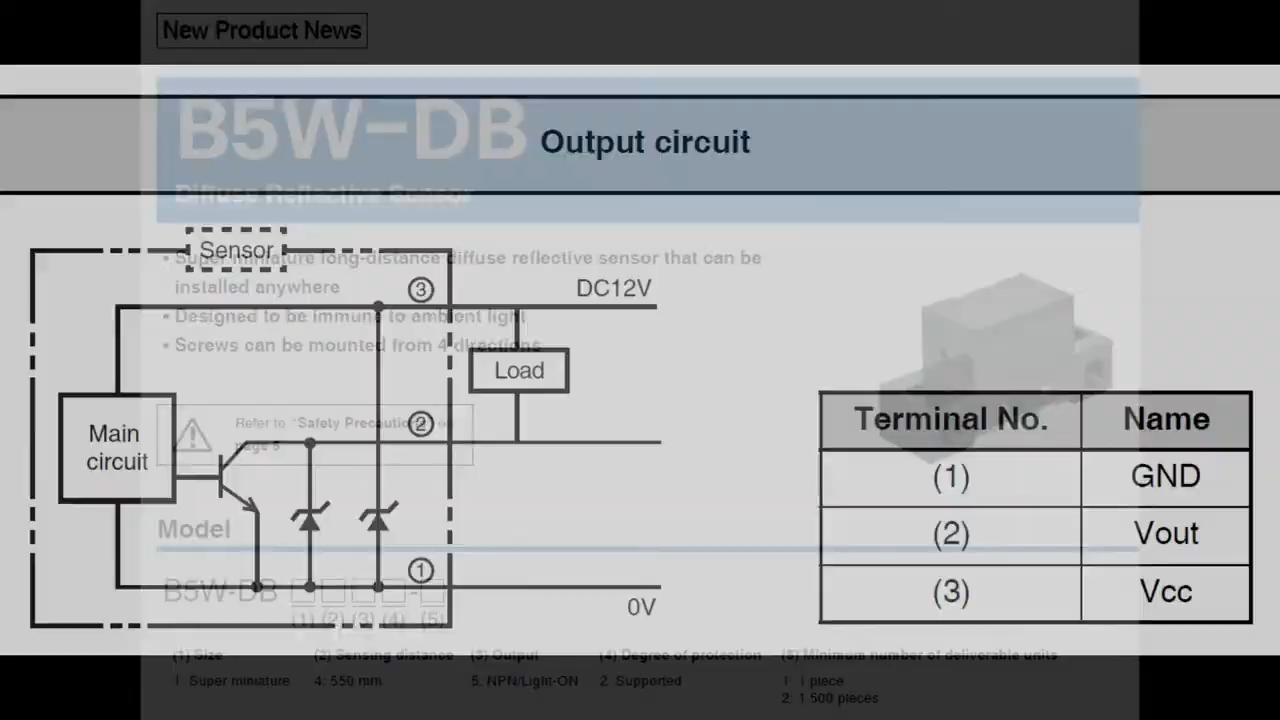 New Product News
B5W-DB
Output circuit
Diffuse Reflective Sensor
Sensor
• Super miniature long-distance diffuse reflective sensor that can be
installed anywhere
• Designed to be immune to ambient light
• Screws can be mounted from 4 directions
3
DC12V
Load
Main
circuit
Refer to "Safety Precautions" on
page 5
2
Terminal No. Name
(1) GND
(2) Vout
(3) Vcc
Model
1
0V
B5W-DB
(1) (2) (3) (4) (5)
(1) Size (2) Sensing distance (3) Output (4) Degree of protection (5) Minimum number of deliverable units
1 Super miniature 4: 550 mm 5: NPN/Light-ON 2: Supported 1: 1 piece
2: 1 500 pieces